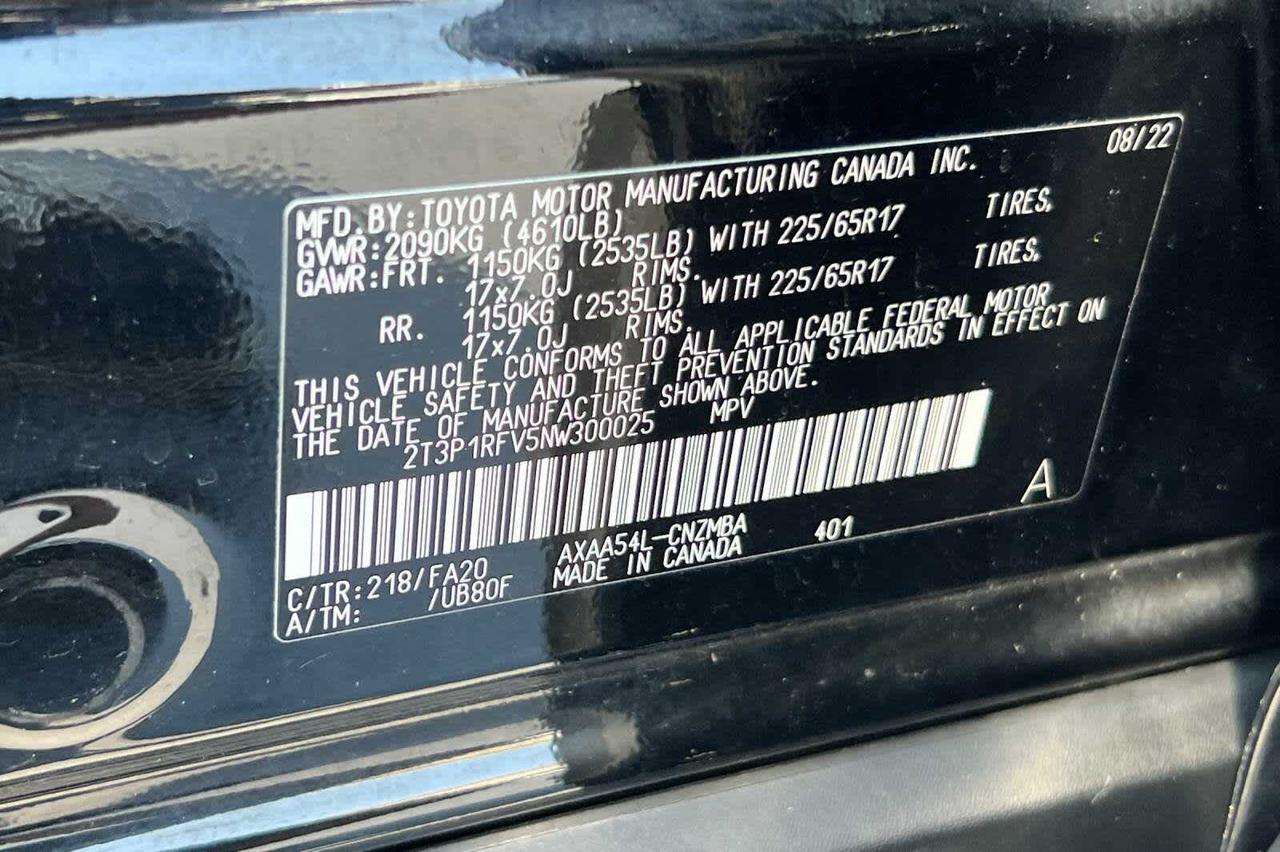 08/22
MFD.BY:TOYOTA MOTOR MANUFACTURING CANADA INC.
GVWR:2090KG (4610LB)
GAWR:FRT. 1150KG (2535LB) WITH 225/65R17 TIRES,
17x7.0J RIMS.
RR. 1150KG (2535LB) WITH 225/65R17 TIRES,
17x7.0J RIMS.
THIS VEHICLE CONFORMS TO ALL APPLICABLE FEDERAL MOTOR
VEHICLE SAFETY AND THEFT PREVENTION STANDARDS IN EFFECT ON
THE DATE OF MANUFACTURE SHOWN ABOVE.
2T3P1RFV5NW300025 MPV
A
C/TR:218/FA20 AXAA54L-CNZMBA 401
A/TM: /UB80F MADE IN CANADA